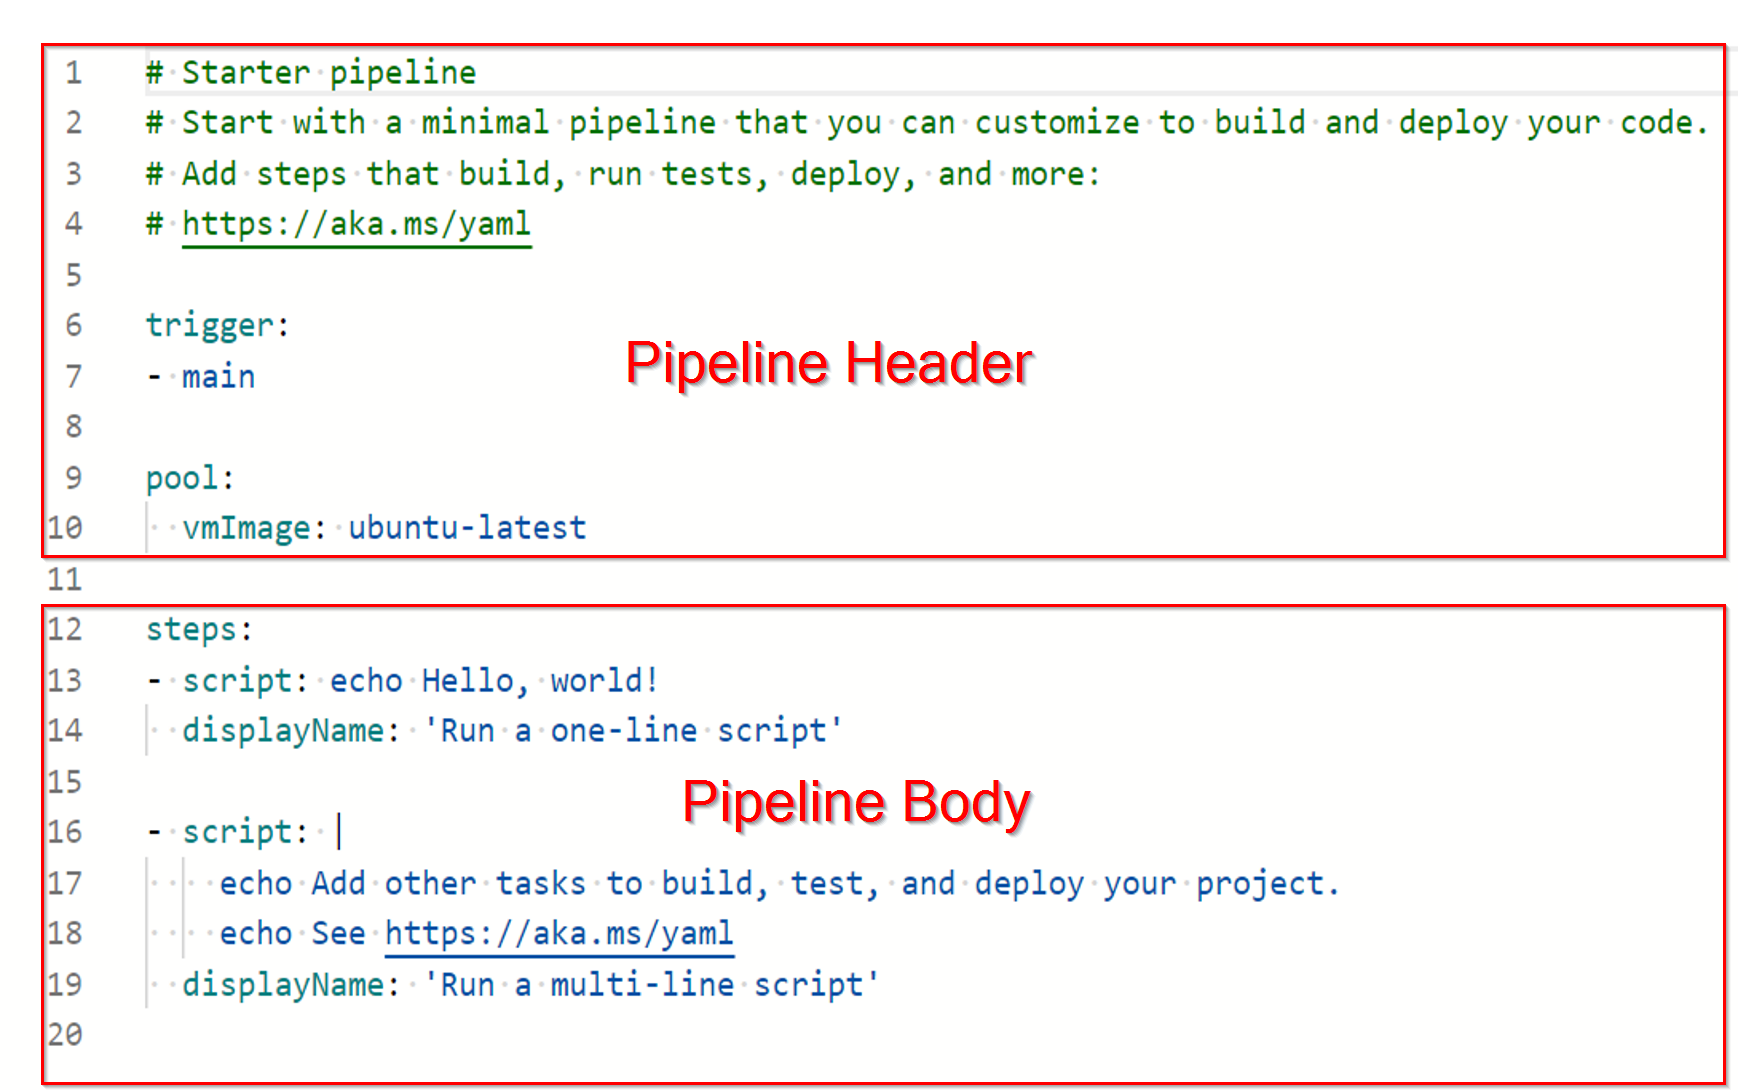 1 # Starter pipeline
2 # Start with a minimal pipeline that you can customize to build and deploy your code.
3 # Add steps that build, run tests, deploy, and more:
4 # https://aka.ms/yaml
5
6 trigger:
7 - main
Pipeline Header
8
9 pool:
10   vmImage: ubuntu-latest
11
12 steps:
13 - script: echo Hello, world!
14   displayName: 'Run a one-line script'
15
Pipeline Body
16 - script: |
17     echo Add other tasks to build, test, and deploy your project.
18     echo See https://aka.ms/yaml
19   displayName: 'Run a multi-line script'
20